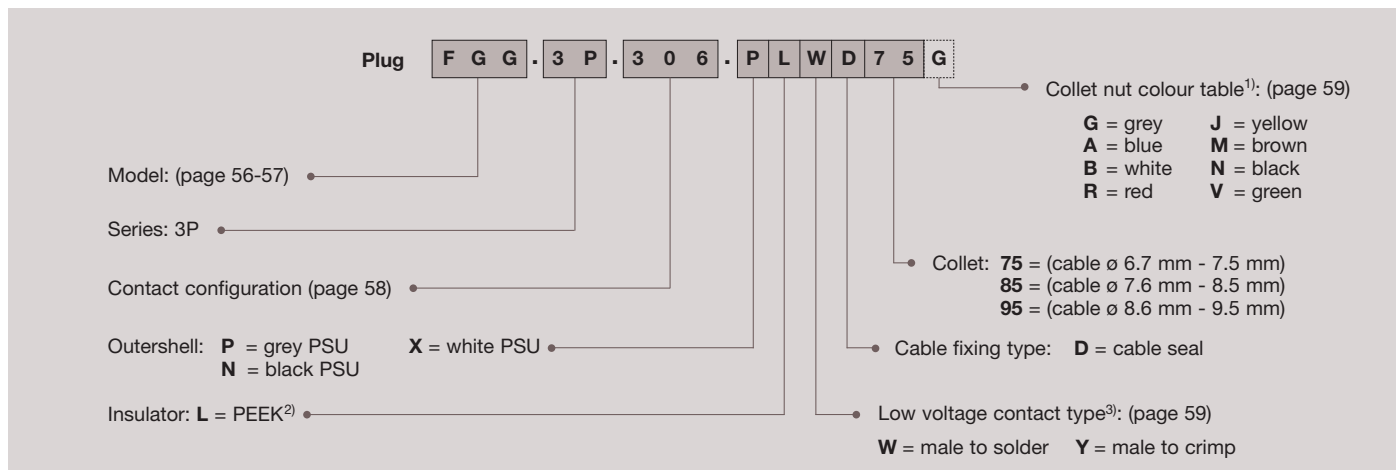 Plug F G G . 3 P . 3 0 6 . P L W D 7 5 G
Collet nut colour table1): (page 59)
G = grey J = yellow
A = blue M = brown
B = white N = black
R = red V = green
Model: (page 56-57)
Series: 3P
Collet: 75 = (cable ø 6.7 mm - 7.5 mm)
85 = (cable ø 7.6 mm - 8.5 mm)
95 = (cable ø 8.6 mm - 9.5 mm)
Contact configuration (page 58)
Outershell: P = grey PSU X = white PSU
N = black PSU
Cable fixing type: D = cable seal
Insulator: L = PEEK2)
Low voltage contact type3): (page 59)
W = male to solder Y = male to crimp